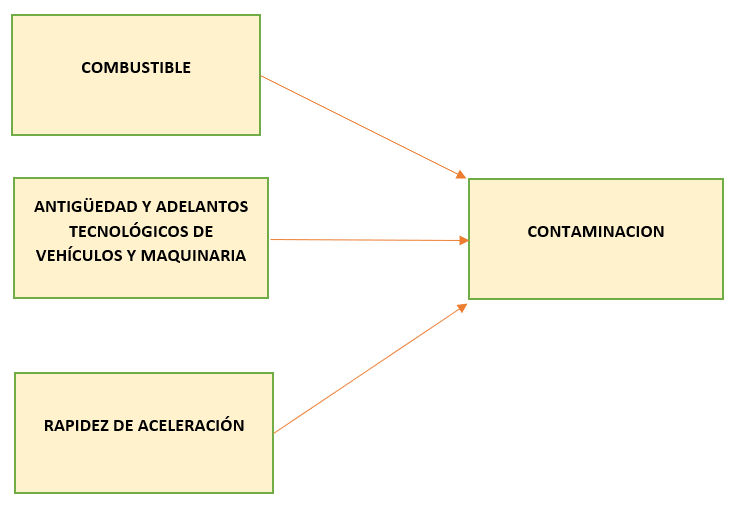 COMBUSTIBLE
ANTIGÜEDAD Y ADELANTOS
TECNOLÓGICOS DE
VEHÍCULOS Y MAQUINARIA
CONTAMINACION
RAPIDEZ DE ACELERACIÓN